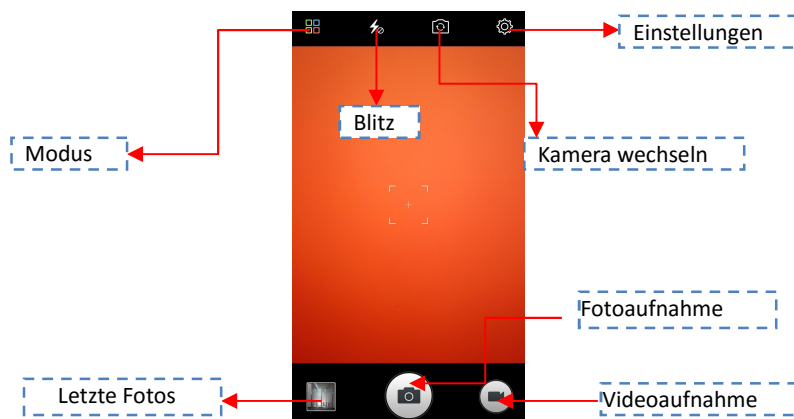 Einstellungen
Blitz
Modus
Kamera wechseln
Fotoaufnahme
Letzte Fotos
Videoaufnahme